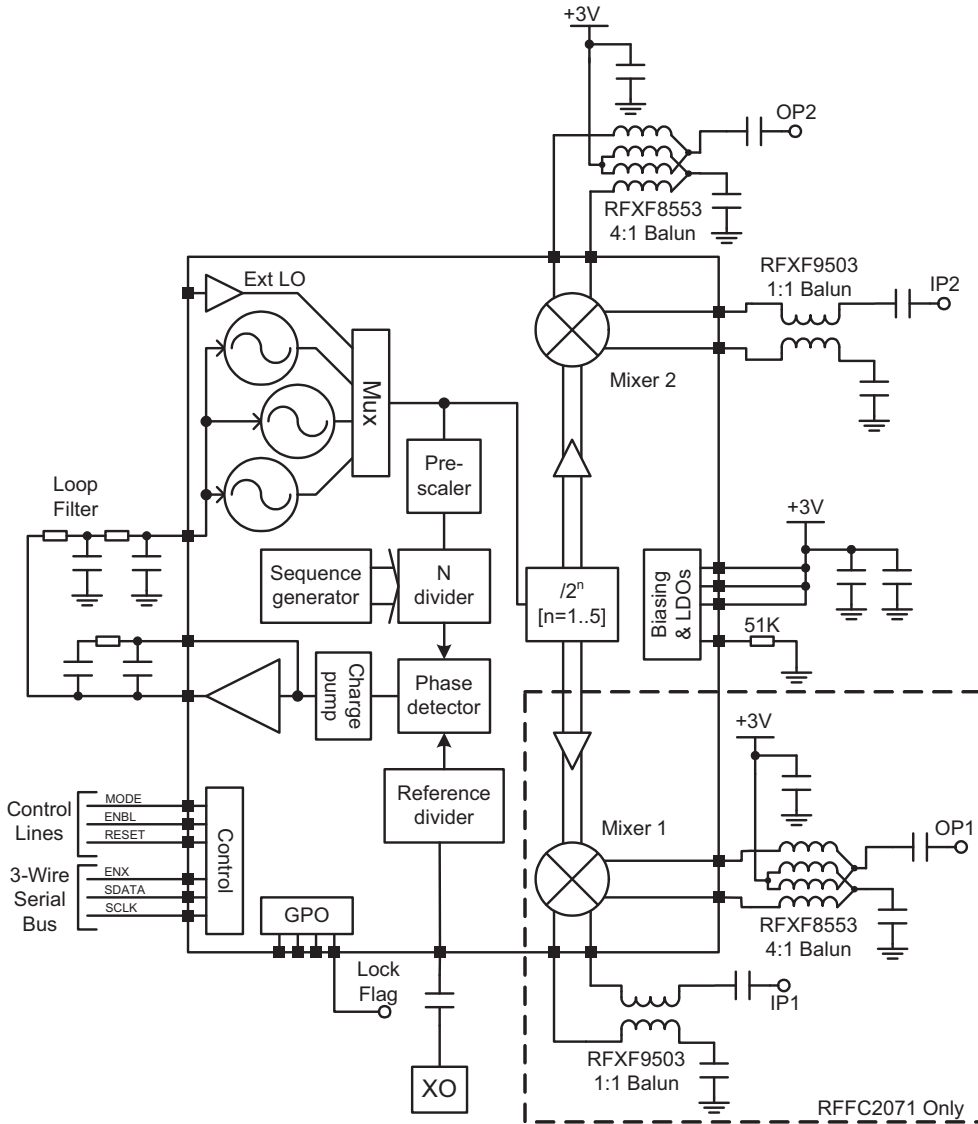 +3V
OP2
RFXF8553
4:1 Balun
Ext LO
RFXF9503
1:1 Balun
IP2
Mux
Mixer 2
Pre-
scaler
Loop
Filter
+3V
Sequence
generator
N
divider
/2ⁿ
[n=1..5]
Biasing
& LDOs
51K
Charge
pump
Phase
detector
+3V
Reference
divider
Mixer 1
OP1
Control
Lines
MODE
ENBL
RESET
3-Wire
Serial
Bus
ENX
SDATA
SCLK
Control
GPO
RFXF8553
4:1 Balun
Lock
Flag
IP1
RFXF9503
1:1 Balun
XO
RFFC2071 Only